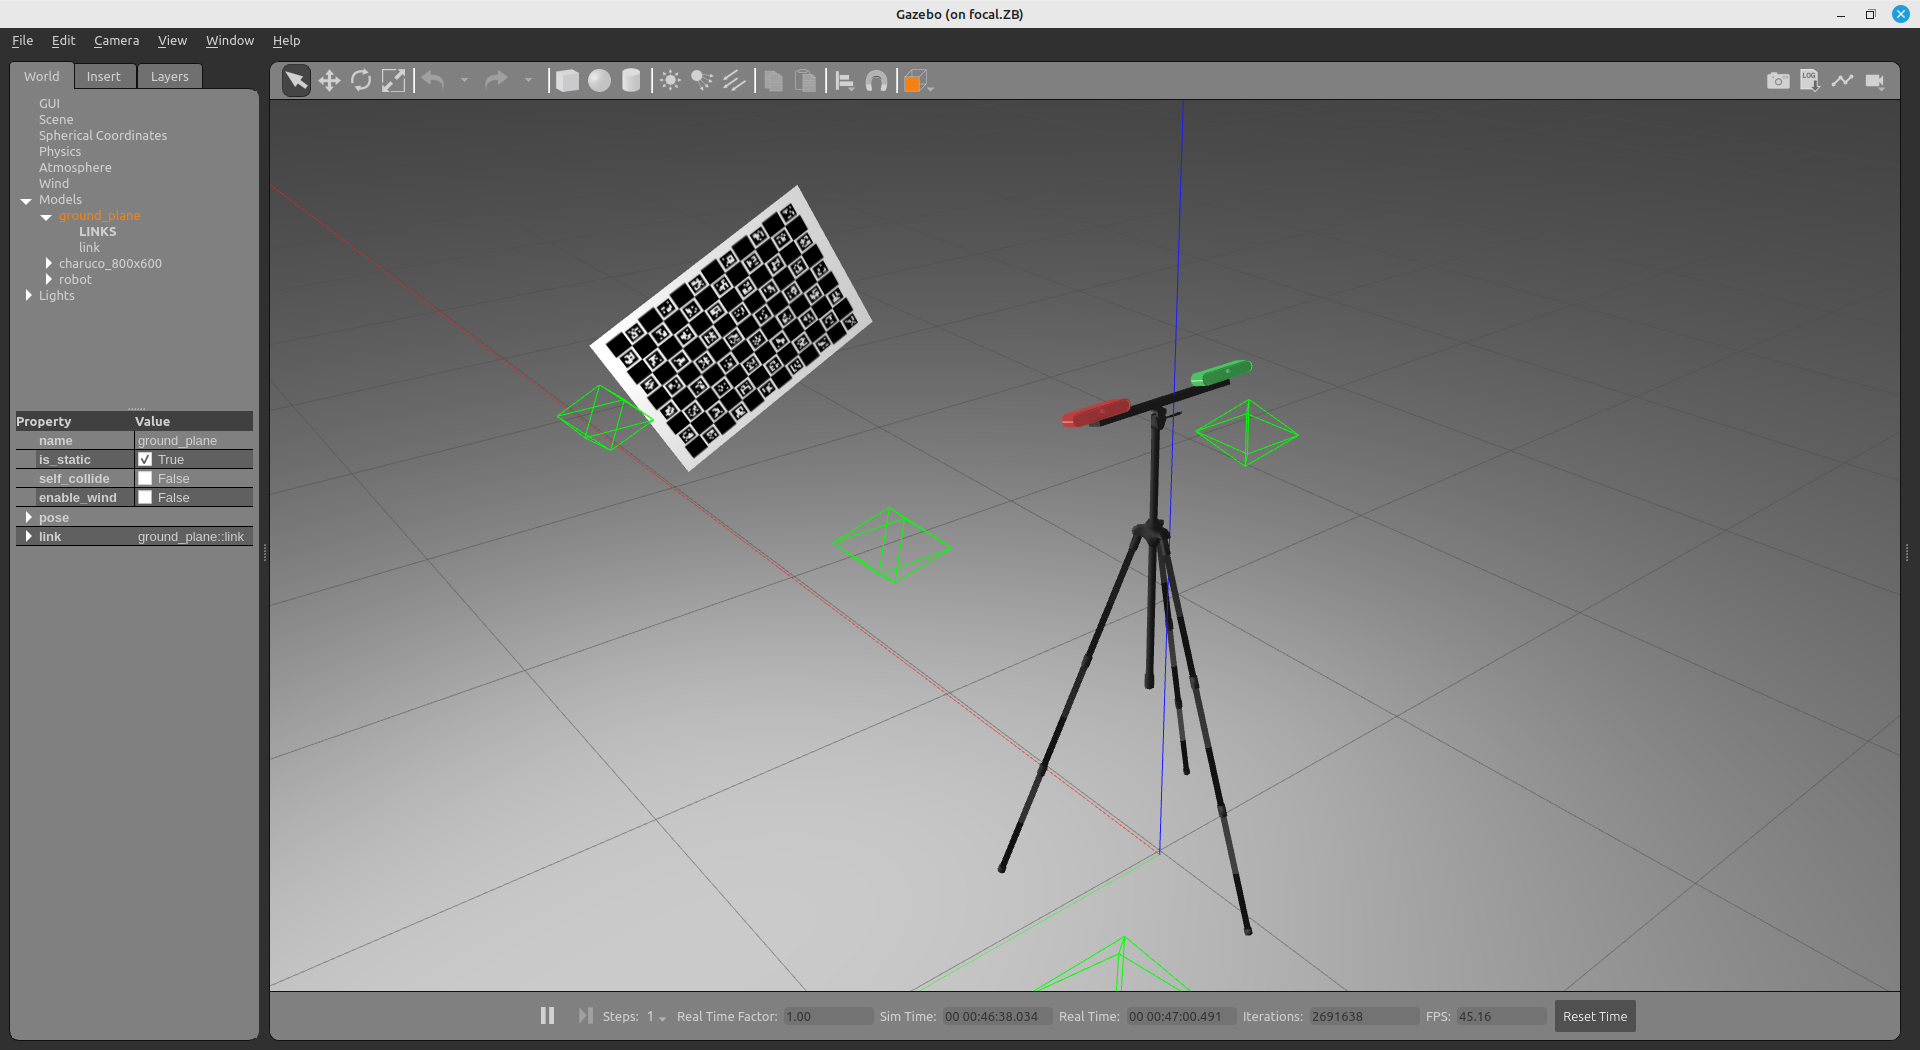 Gazebo (on focal.ZB)
File Edit Camera View Window Help
World Insert Layers
LOG
GUI
Scene
Spherical Coordinates
Physics
Atmosphere
Wind
Models
ground_plane
LINKS
link
charuco_800x600
robot
Lights
Property Value
name ground_plane
is_static True
self_collide False
enable_wind False
pose
link ground_plane::link
Steps: 1 Real Time Factor: 1.00 Sim Time: 00 00:46:38.034 Real Time: 00 00:47:00.491 Iterations: 2691638 FPS: 45.16 Reset Time